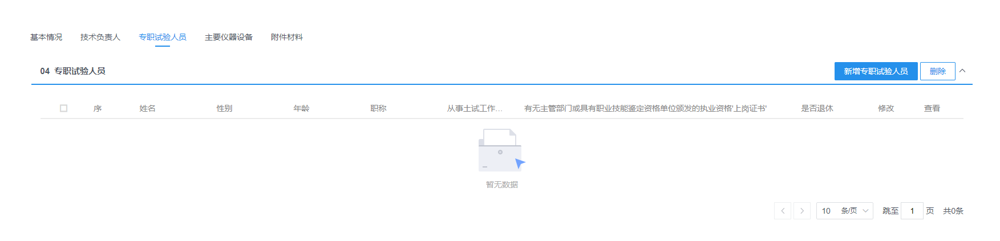 基本情况 技术负责人 专职试验人员 主要仪器设备 附件材料
04 专职试验人员 新增专职试验人员 删除
序 姓名 性别 年龄 职称 从事土试工作... 有无主管部门或具有职业技能鉴定资格单位颁发的执业资格'上岗证书' 是否退休 修改 查看
暂无数据
10 条/页 跳至 1 页 共0条